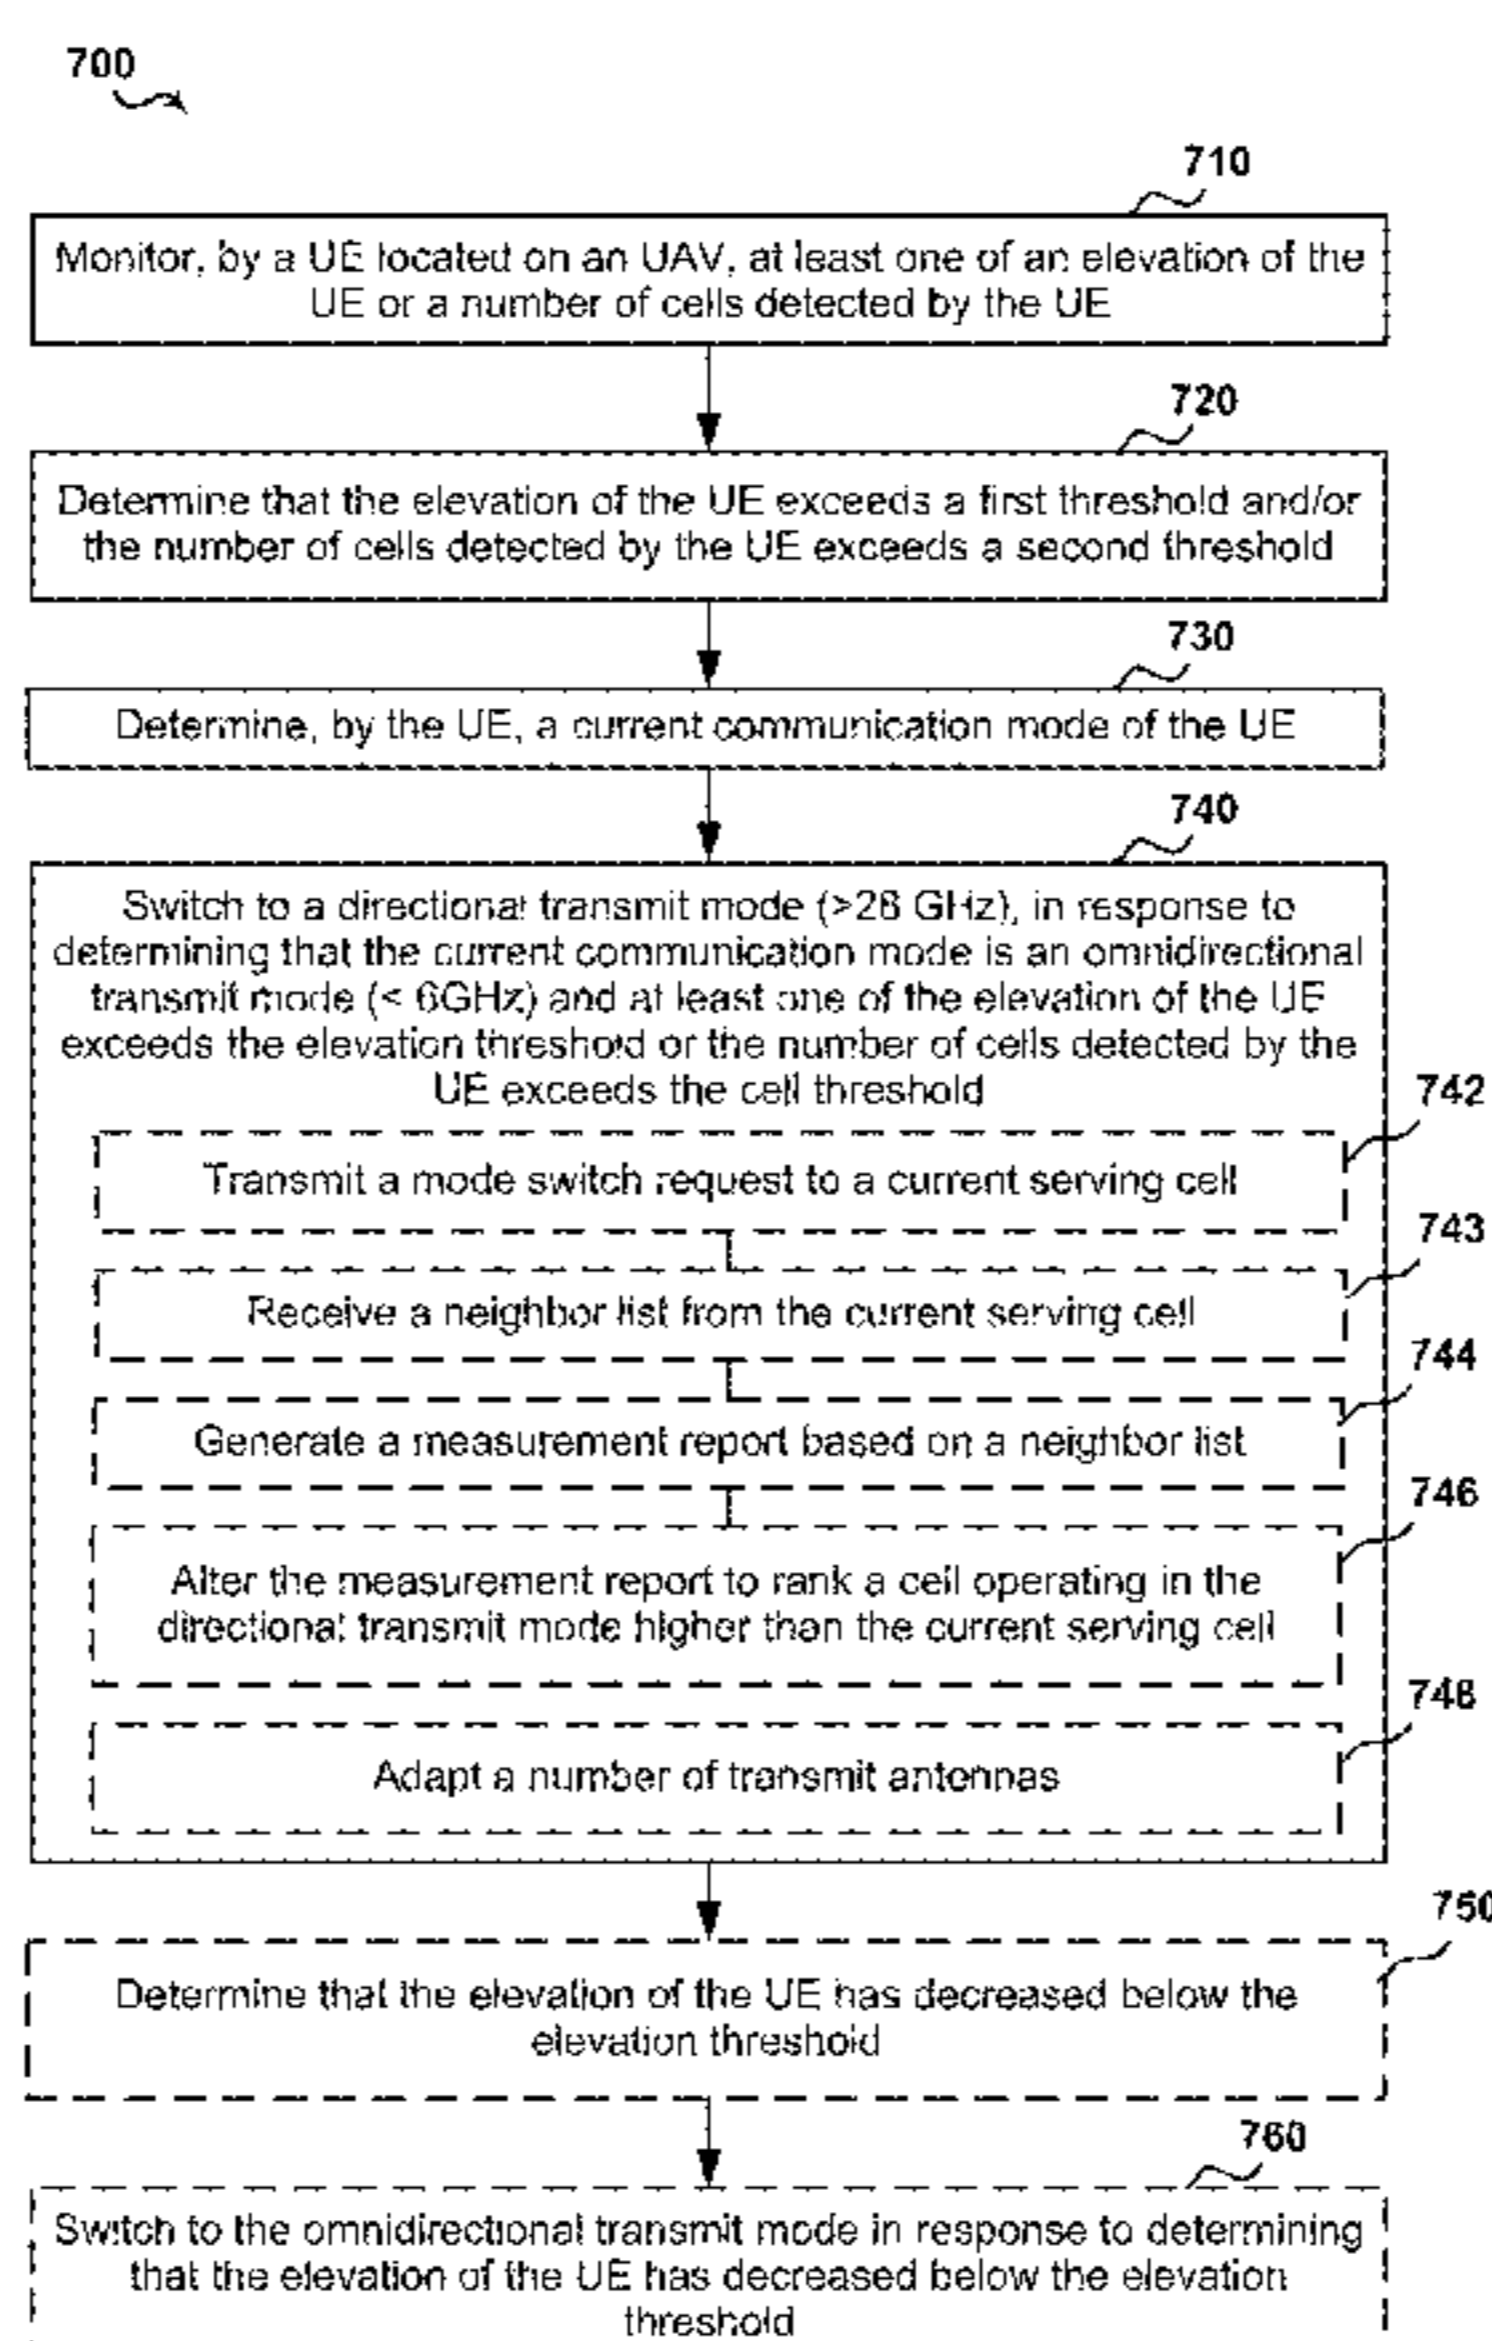 700
710
Monitor, by a UE located on an UAV, at least one of an elevation of the
UE or a number of cells detected by the UE
720
Determine that the elevation of the UE exceeds a first threshold and/or
the number of cells detected by the UE exceeds a second threshold
730
Determine, by the UE, a current communication mode of the UE
740
Switch to a directional transmit mode (>28 GHz), in response to
determining that the current communication mode is an omnidirectional
transmit mode (< 6GHz) and at least one of the elevation of the UE
exceeds the elevation threshold or the number of cells detected by the
UE exceeds the cell threshold
742
Transmit a mode switch request to a current serving cell
743
Receive a neighbor list from the current serving cell
744
Generate a measurement report based on a neighbor list
746
Alter the measurement report to rank a cell operating in the
directional transmit mode higher than the current serving cell
748
Adapt a number of transmit antennas
750
Determine that the elevation of the UE has decreased below the
elevation threshold
760
Switch to the omnidirectional transmit mode in response to determining
that the elevation of the UE has decreased below the elevation
threshold